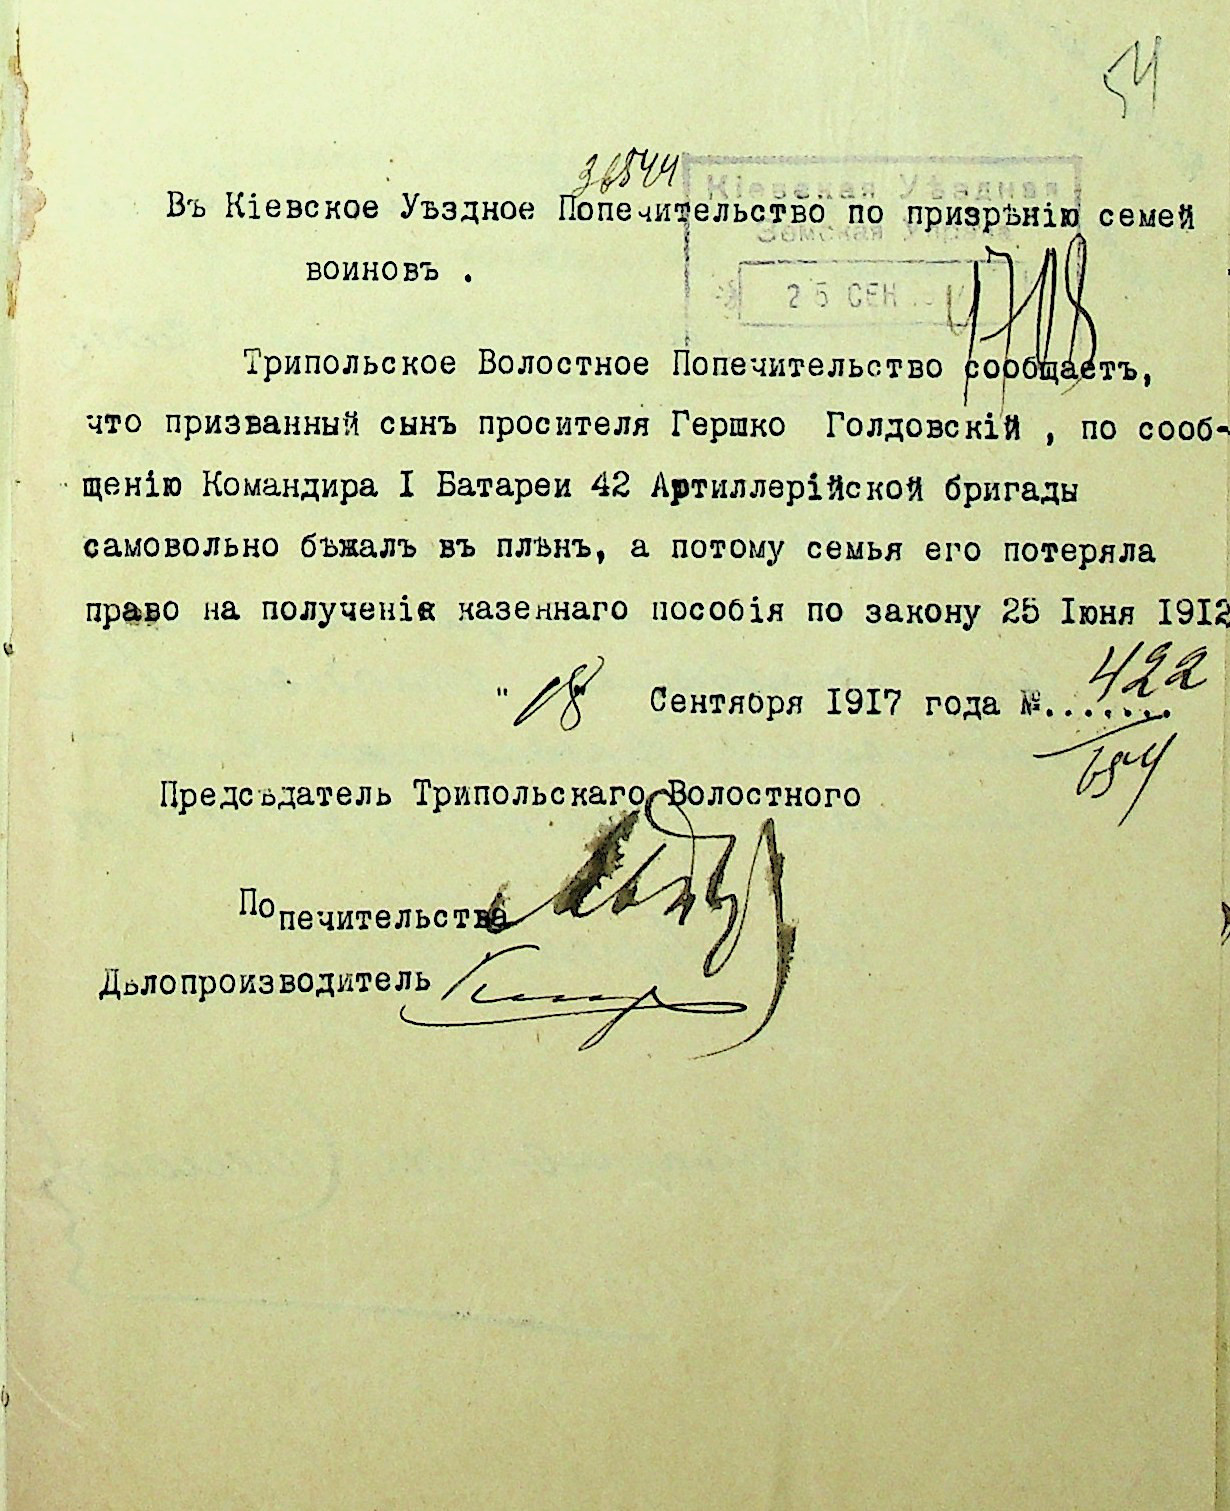 54
36544
Кіевская Уѣздная
Земская Управа
25 СЕН
4718
Въ Кіевское Уѣздное Попечительство по призрѣнію семей
воиновъ .
Трипольское Волостное Попечительство сообщаетъ,
что призванный сынъ просителя Гершко Голдовскій , по сооб-
щенію Командира I Батареи 42 Артиллерійской бригады
самовольно бѣжалъ въ плѣнъ, а потому семья его потеряла
право на полученіе казеннаго пособія по закону 25 Іюня 1912
" 18 Сентября 1917 года №....... 422
654
Предсѣдатель Трипольскаго Волостного
Попечительства
Дѣлопроизводитель